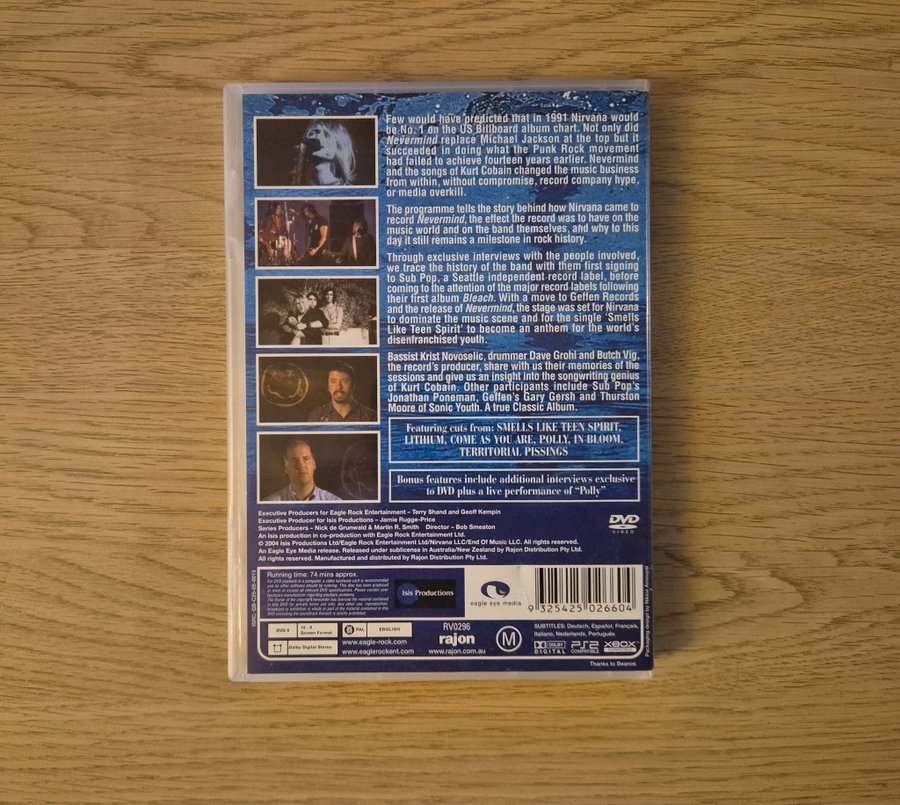 Few would have predicted that in 1991 Nirvana would
be No. 1 on the US Billboard album chart. Not only did
Nevermind replace Michael Jackson at the top but it
succeeded in doing what the Punk Rock movement
had failed to achieve fourteen years earlier. Nevermind
and the songs of Kurt Cobain changed the music business
from within, without compromise, record company hype,
or media overkill.
The programme tells the story behind how Nirvana came to
record Nevermind, the effect the record was to have on the
music world and on the band themselves, and why to this
day it still remains a milestone in rock history.
Through exclusive interviews with the people involved,
we trace the history of the band with them first signing
to Sub Pop, a Seattle independent record label, before
coming to the attention of the major record labels following
their first album Bleach. With a move to Geffen Records
and the release of Nevermind, the stage was set for Nirvana
to dominate the music scene and for the single 'Smells
Like Teen Spirit' to become an anthem for the world's
disenfranchised youth.
Bassist Krist Novoselic, drummer Dave Grohl and Butch Vig,
the record's producer, share with us their memories of the
sessions and give us an insight into the songwriting genius
of Kurt Cobain. Other participants include Sub Pop's
Jonathan Poneman, Geffen's Gary Gersh and Thurston
Moore of Sonic Youth. A true Classic Album.
Featuring cuts from: SMELLS LIKE TEEN SPIRIT,
LITHIUM, COME AS YOU ARE, POLLY, IN BLOOM,
TERRITORIAL PISSINGS
Bonus features include additional interviews exclusive
to DVD plus a live performance of "Polly"
Executive Producers for Eagle Rock Entertainment – Terry Shand and Geoff Kempin
Executive Producer for Isis Productions – Jamie Rugge-Price
Series Producers – Nick de Grunwald & Martin R. Smith Director – Bob Smeaton
An Isis production in co-production with Eagle Rock Entertainment Ltd.
© 2004 Isis Productions Ltd/Eagle Rock Entertainment Ltd/Nirvana LLC/End Of Music LLC. All rights reserved.
An Eagle Eye Media release. Released under sublicense in Australia/New Zealand by Rajon Distribution Pty Ltd.
All rights reserved. Manufactured and distributed by Rajon Distribution Pty Ltd.
DVD
VIDEO
Running time: 74 mins approx.
Isis Productions
eagle eye media
9 325425 026604
DVD 5
16 : 9
Screen Format
Dolby Digital Stereo
PAL
ENGLISH
www.eagle-rock.com
www.eaglerockent.com
RV0296
rajon
www.rajon.com.au
M
SUBTITLES: Deutsch, Español, Français,
Italiano, Nederlands, Português
DOLBY
DIGITAL
PS2
COMPATIBLE
XBOX
COMPATIBLE
Thanks to Beanos
Packaging design by